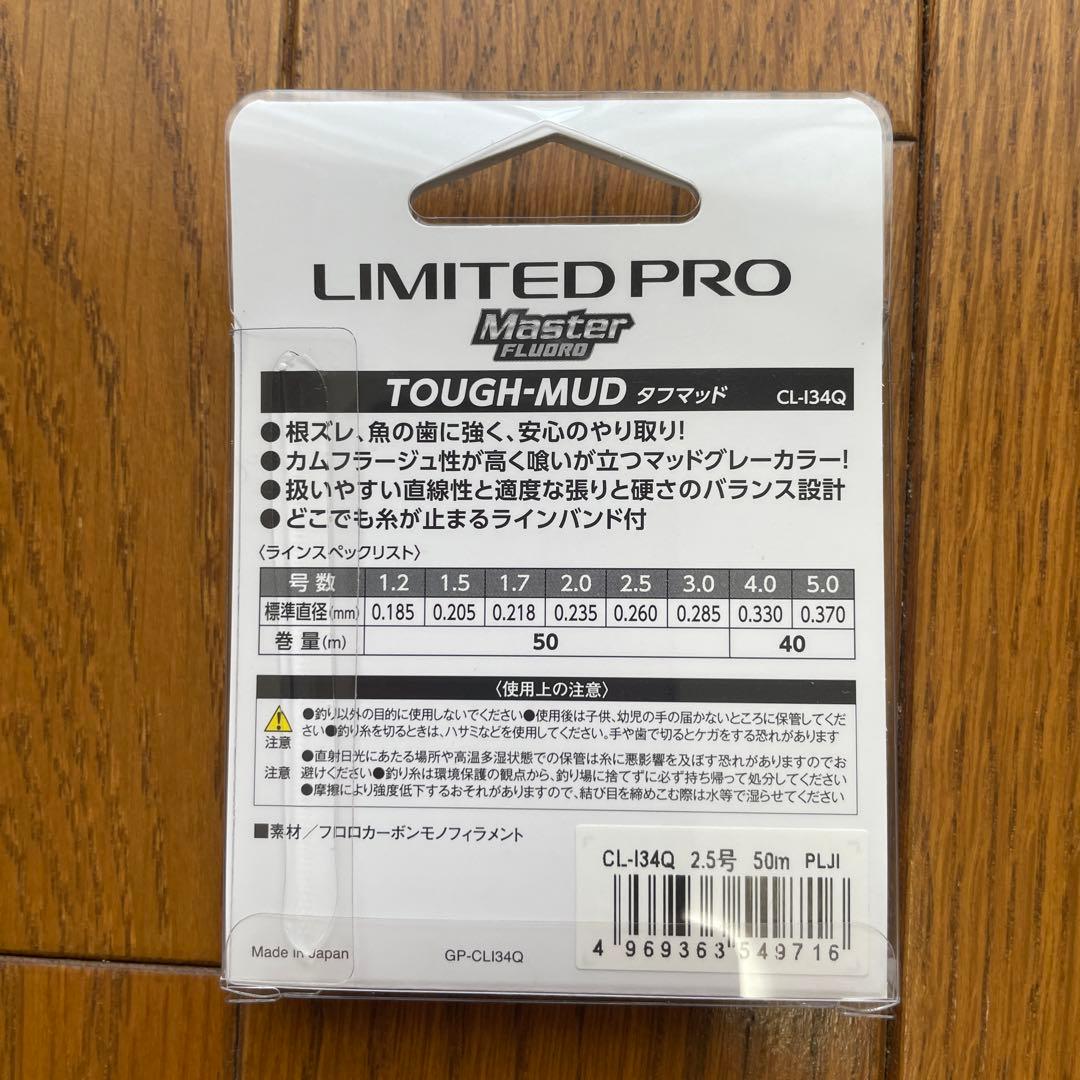 LIMITED PRO
Master
FLUORO
TOUGH-MUD タフマッド CL-I34Q
●根ズレ、魚の歯に強く、安心のやり取り!
●カムフラージュ性が高く喰いが立つマッドグレーカラー!
●扱いやすい直線性と適度な張りと硬さのバランス設計
●どこでも糸が止まるラインバンド付
〈ラインスペックリスト〉
号数 1.2 1.5 1.7 2.0 2.5 3.0 4.0 5.0
標準直径(mm) 0.185 0.205 0.218 0.235 0.260 0.285 0.330 0.370
巻量(m) 50 40
〈使用上の注意〉
注意
●釣り以外の目的に使用しないでください●使用後は子供、幼児の手の届かないところに保管してくだ
さい●釣り糸を切るときは、ハサミなどを使用してください。手や歯で切るとケガをする恐れがあります
注意
●直射日光にあたる場所や高温多湿状態での保管は糸に悪影響を及ぼす恐れがありますのでお
避けください●釣り糸は環境保護の観点から、釣り場に捨てずに必ず持ち帰って処分してください
●摩擦により強度低下するおそれがありますので、結び目を締めこむ際は水等で湿らせてください
■素材/フロロカーボンモノフィラメント
CL-I34Q 2.5号 50m PLJI
4 969363 549716
Made in Japan
GP-CLI34Q